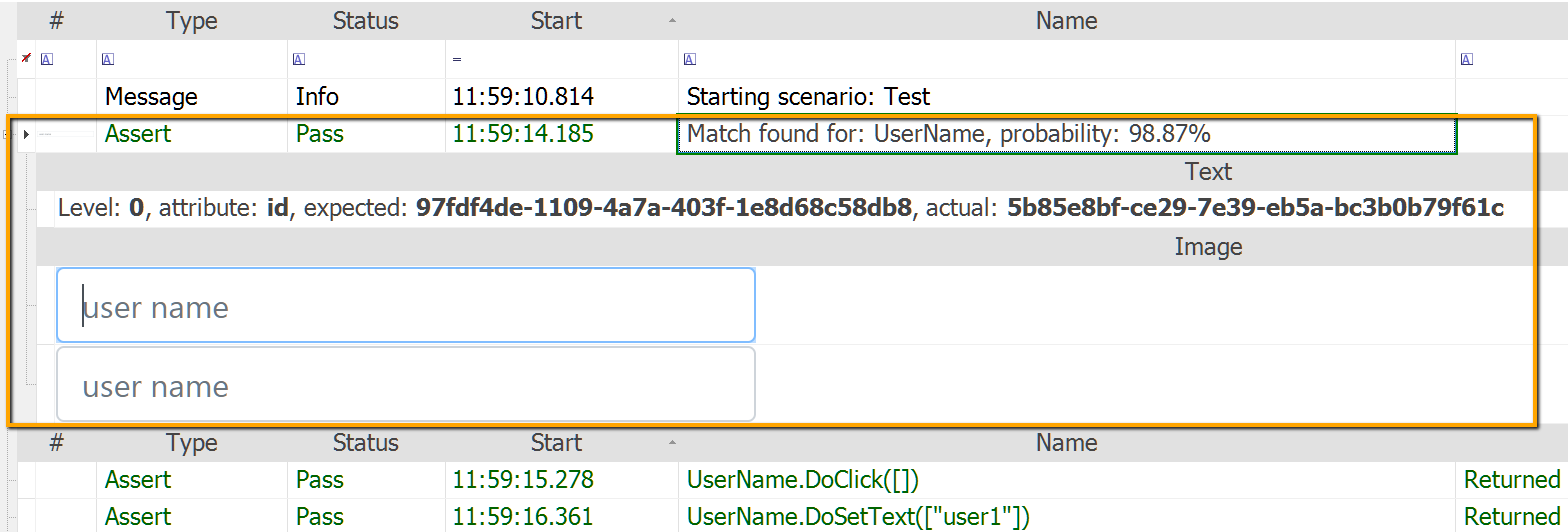 # Type Status Start Name
A A A = A A
Message Info 11:59:10.814 Starting scenario: Test
Assert Pass 11:59:14.185 Match found for: UserName, probability: 98.87%
Text
Level: 0, attribute: id, expected: 97fdf4de-1109-4a7a-403f-1e8d68c58db8, actual: 5b85e8bf-ce29-7e39-eb5a-bc3b0b79f61c
Image
user name
user name
# Type Status Start Name
Assert Pass 11:59:15.278 UserName.DoClick([]) Returned
Assert Pass 11:59:16.361 UserName.DoSetText(["user1"]) Returned